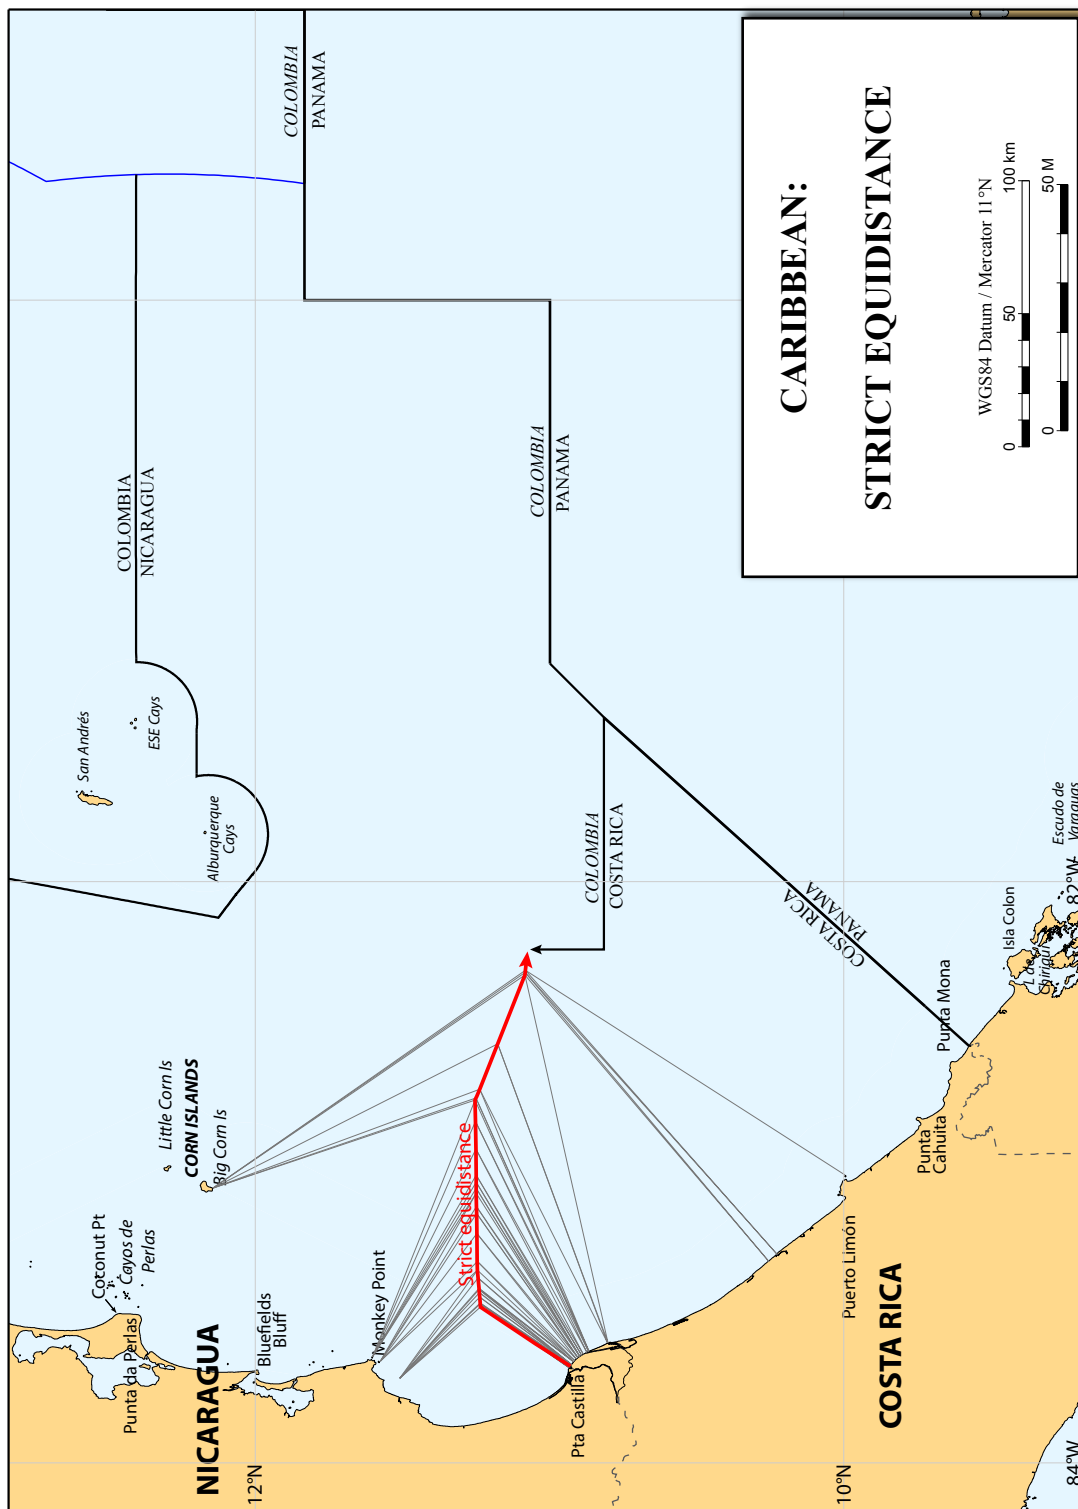 COLOMBIA
PANAMA
COLOMBIA
NICARAGUA
San Andrés
ESE Cays
Alburquerque
Cays
COLOMBIA
PANAMA
COLOMBIA
COSTA RICA
COSTA RICA
PANAMA
Little Corn Is
CORN ISLANDS
Big Corn Is
Coconut Pt
Cayos de
Perlas
Punta da Perlas
Bluefields
Bluff
NICARAGUA
Monkey Point
Strict equidistance
Pta Castilla
Punta Mona
Punta
Cahuita
Puerto Limón
COSTA RICA
Isla Colon
L de
Chiriguí
Escudo de
Varaguas
82°W
84°W
12°N
10°N
CARIBBEAN:
STRICT EQUIDISTANCE
WGS84 Datum / Mercator 11°N
0 50 100 km
0 50 M